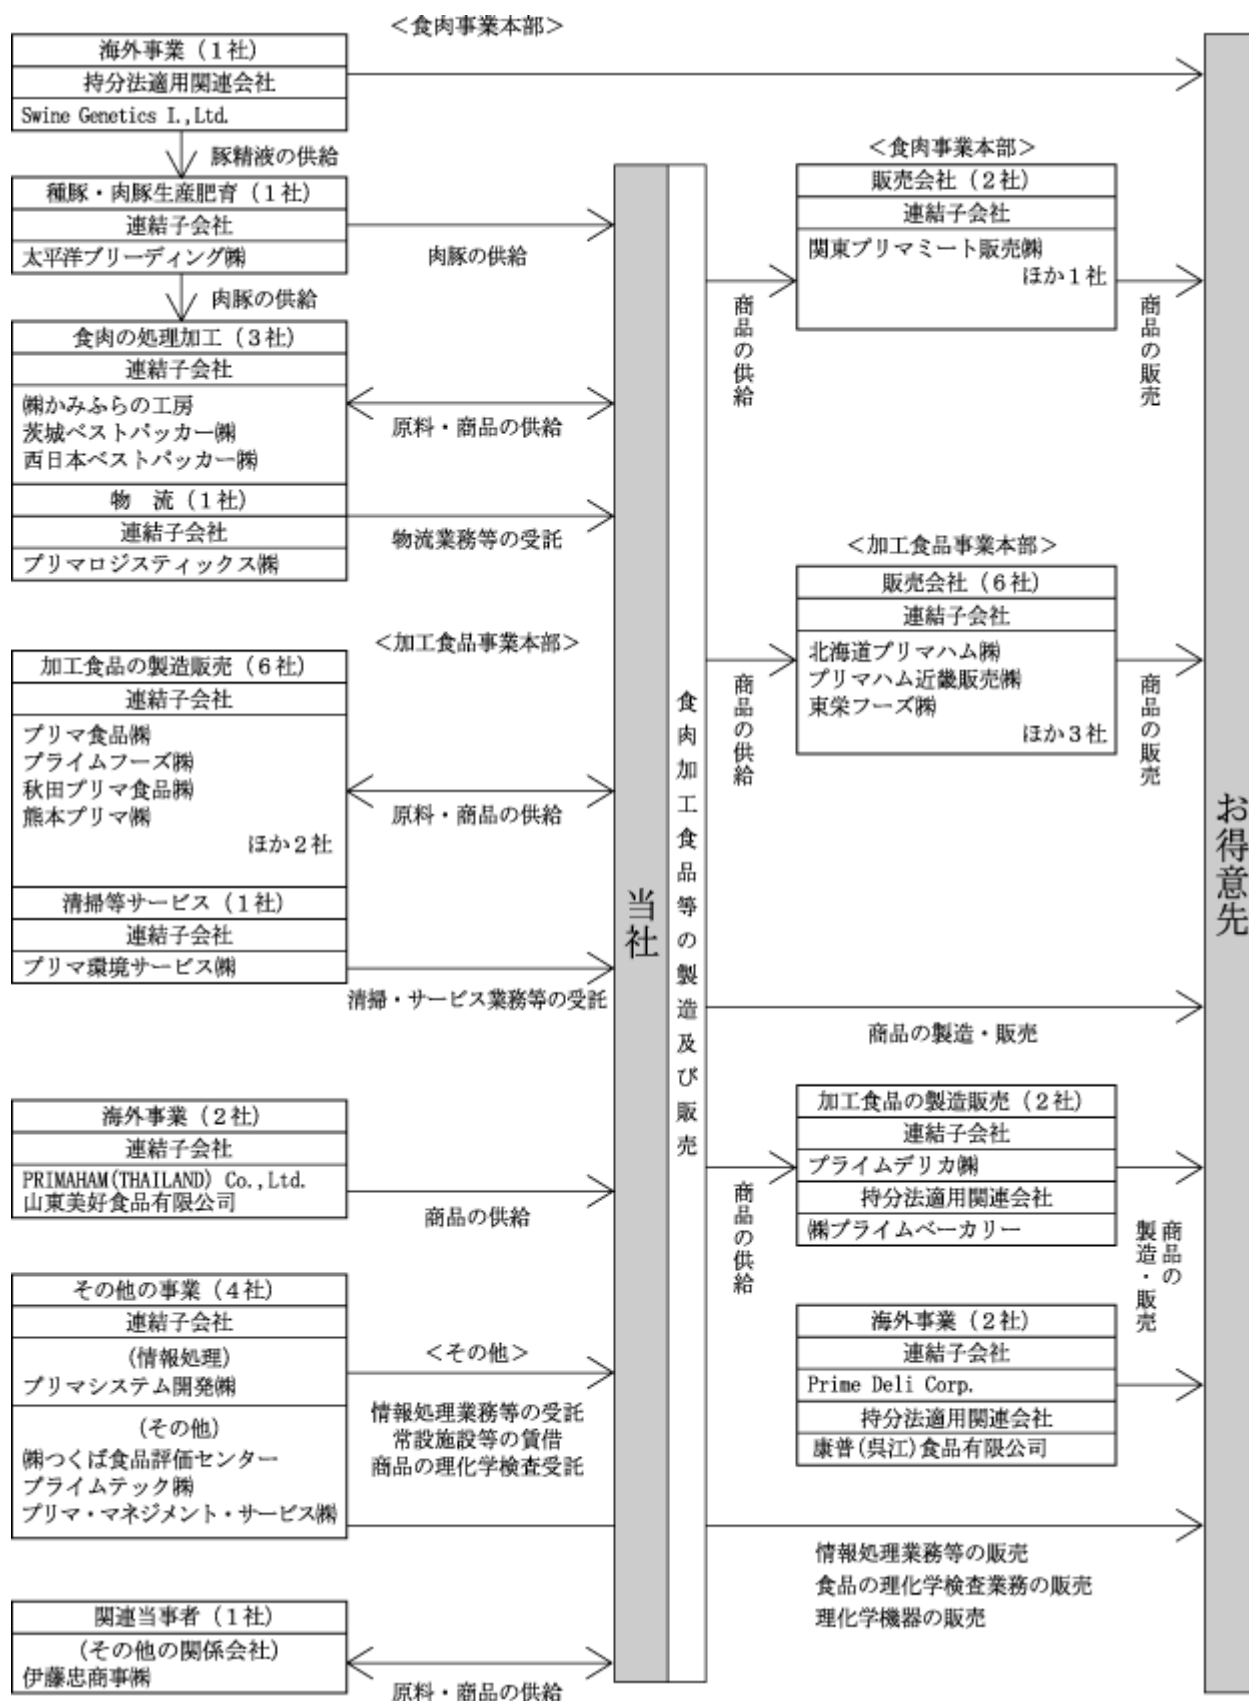 ＜食肉事業本部＞
海外事業（１社）
持分法適用関連会社
Swine Genetics I.,Ltd.
豚精液の供給
種豚・肉豚生産肥育（１社）
連結子会社
太平洋ブリーディング㈱
肉豚の供給
肉豚の供給
食肉の処理加工（３社）
連結子会社
㈱かみふらの工房
茨城ベストパッカー㈱
西日本ベストパッカー㈱
原料・商品の供給
物　流（１社）
連結子会社
プリマロジスティックス㈱
物流業務等の受託
＜加工食品事業本部＞
加工食品の製造販売（６社）
連結子会社
プリマ食品㈱
プライムフーズ㈱
秋田プリマ食品㈱
熊本プリマ㈱
ほか２社
原料・商品の供給
清掃等サービス（１社）
連結子会社
プリマ環境サービス㈱
清掃・サービス業務等の受託
海外事業（２社）
連結子会社
PRIMAHAM(THAILAND) Co.,Ltd.
山東美好食品有限公司
商品の供給
その他の事業（４社）
連結子会社
(情報処理)
プリマシステム開発㈱
(その他)
㈱つくば食品評価センター
プライムテック㈱
プリマ・マネジメント・サービス㈱
＜その他＞
情報処理業務等の受託
常設施設等の賃借
商品の理化学検査受託
関連当事者（１社）
(その他の関係会社)
伊藤忠商事㈱
原料・商品の供給
当社
食肉加工食品等の製造及び販売
＜食肉事業本部＞
販売会社（２社）
連結子会社
関東プリマミート販売㈱
ほか１社
商品の供給
商品の販売
＜加工食品事業本部＞
販売会社（６社）
連結子会社
北海道プリマハム㈱
プリマハム近畿販売㈱
東栄フーズ㈱
ほか３社
商品の供給
商品の販売
商品の製造・販売
加工食品の製造販売（２社）
連結子会社
プライムデリカ㈱
持分法適用関連会社
㈱プライムベーカリー
商品の供給
商品の
製造・販売
海外事業（２社）
連結子会社
Prime Deli Corp.
持分法適用関連会社
康普(呉江)食品有限公司
情報処理業務等の販売
食品の理化学検査業務の販売
理化学機器の販売
お得意先